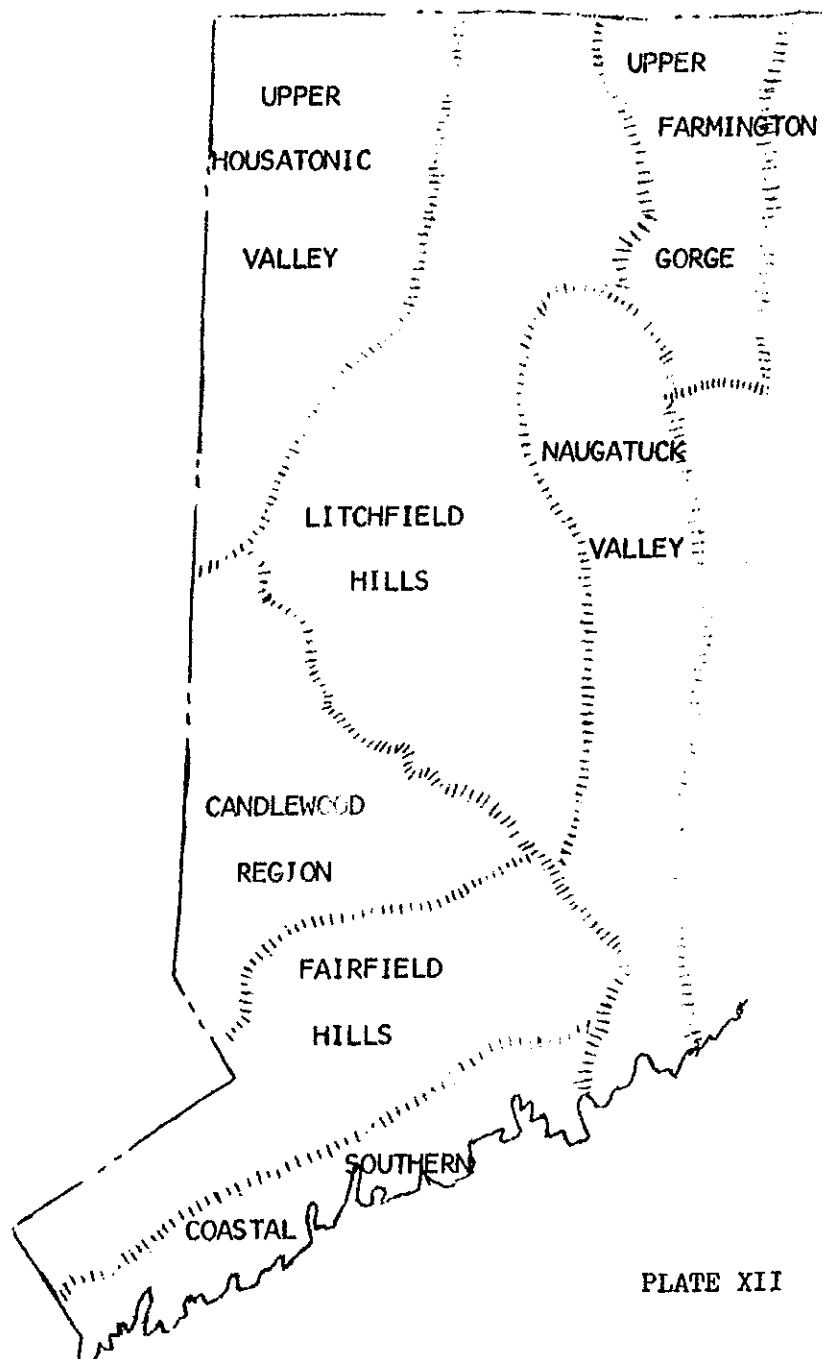 UPPER
HOUSATONIC
VALLEY
UPPER
FARMINGTON
GORGE
NAUGATUCK
VALLEY
LITCHFIELD
HILLS
CANDLEWOOD
REGION
FAIRFIELD
HILLS
SOUTHERN
COASTAL
PLATE XII